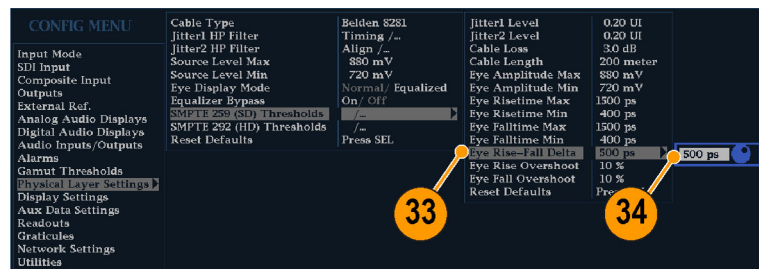 CONFIG MENU
Input Mode
SDI Input
Composite Input
Outputs
External Ref.
Analog Audio Displays
Digital Audio Displays
Audio Inputs/Outputs
Alarms
Gamut Thresholds
Physical Layer Settings
Display Settings
Aux Data Settings
Readouts
Graticules
Network Settings
Utilities
Cable Type Belden 8281
Jitter1 HP Filter Timing /...
Jitter2 HP Filter Align /...
Source Level Max 880 mV
Source Level Min 720 mV
Eye Display Mode Normal/ Equalized
Equalizer Bypass On/ Off
SMPTE 259 (SD) Thresholds /...
SMPTE 292 (HD) Thresholds /...
Reset Defaults Press SEL
Jitter1 Level 0.20 UI
Jitter2 Level 0.20 UI
Cable Loss 3.0 dB
Cable Length 200 meter
Eye Amplitude Max 880 mV
Eye Amplitude Min 720 mV
Eye Risetime Max 1500 ps
Eye Risetime Min 400 ps
Eye Falltime Max 1500 ps
Eye Falltime Min 400 ps
Eye Rise-Fall Delta 500 ps
Eye Rise Overshoot 10 %
Eye Fall Overshoot 10 %
Reset Defaults
500 ps
33
34